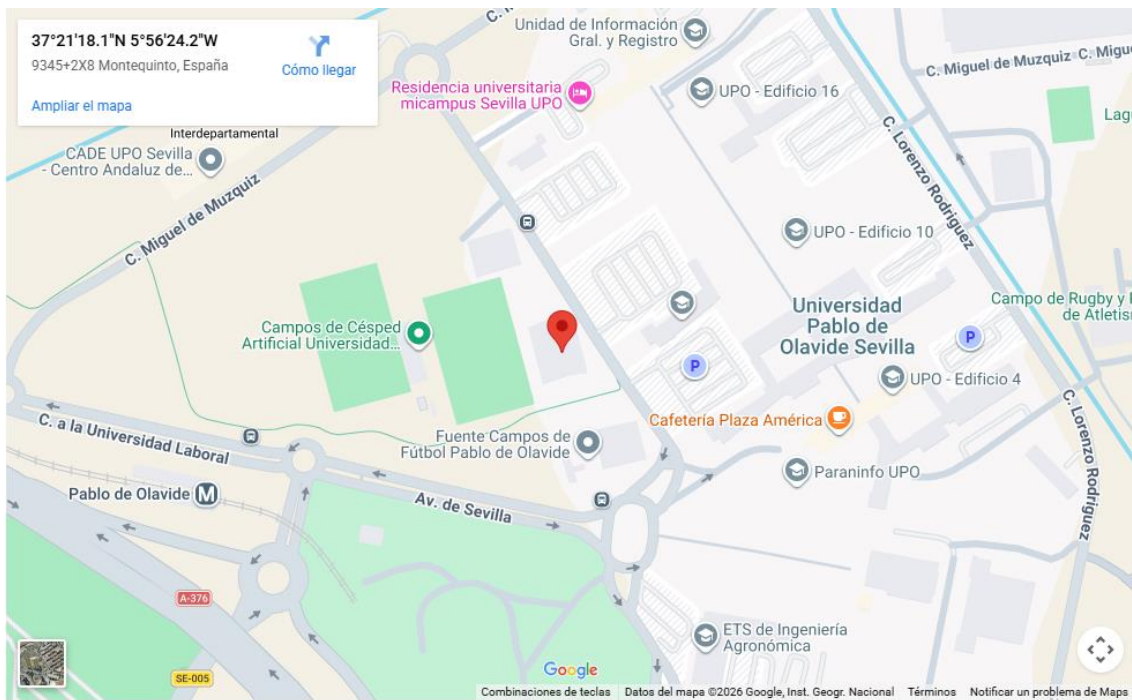 37°21'18.1"N 5°56'24.2"W
9345+2X8 Montequinto, España
Cómo llegar
Ampliar el mapa
Interdepartamental
CADE UPO Sevilla
- Centro Andaluz de...
C. Miguel de Muzquiz
Unidad de Información
Gral. y Registro
Residencia universitaria
micampus Sevilla UPO
UPO - Edificio 16
C. Miguel de Muzquiz
C. Migue
Lagu
C. Lorenzo Rodriguez
UPO - Edificio 10
Universidad
Pablo de
Olavide Sevilla
Campo de Rugby y P
de Atletism
P
P
UPO - Edificio 4
Campos de Césped
Artificial Universidad...
Cafetería Plaza América
Fuente Campos de
Fútbol Pablo de Olavide
Paraninfo UPO
C. Lorenzo Rodriguez
C. a la Universidad Laboral
Pablo de Olavide M
Av. de Sevilla
A-376
SE-005
ETS de Ingeniería
Agronómica
Google
Combinaciones de teclas Datos del mapa ©2026 Google, Inst. Geogr. Nacional Términos Notificar un problema de Maps